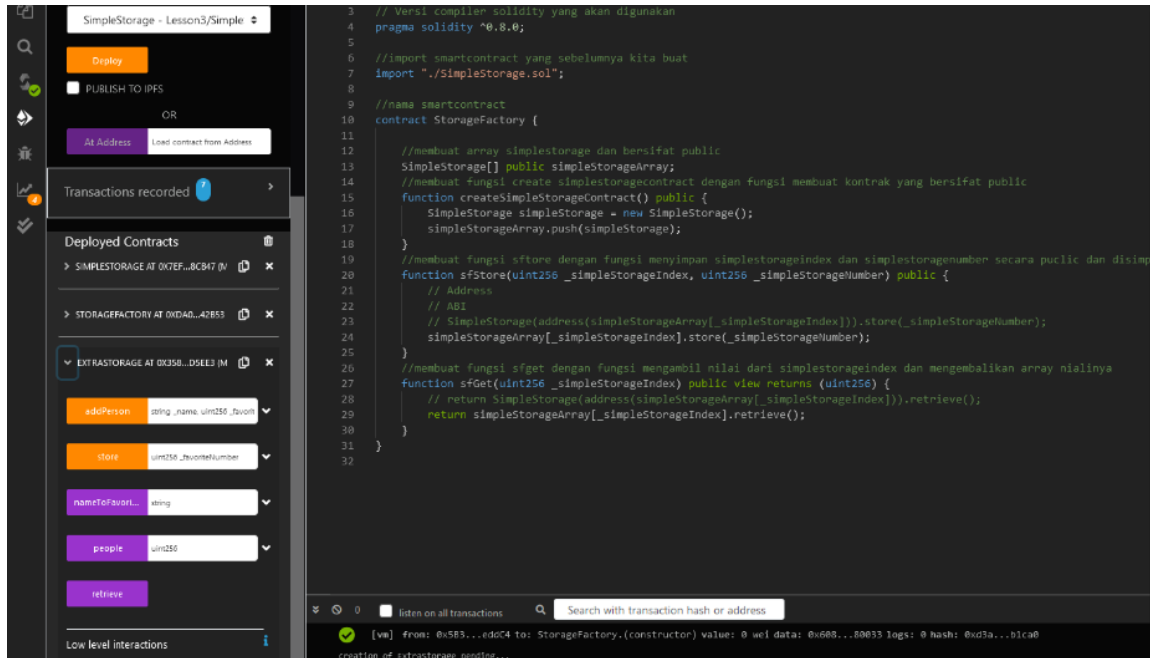 SimpleStorage - Lesson3/Simple
Deploy
PUBLISH TO IPFS
OR
At Address Load contract from Address
Transactions recorded 7
Deployed Contracts
SIMPLESTORAGE AT 0X7EF...8CB47 (M
STORAGEFACTORY AT 0XDA0...42B53
EXTRASTORAGE AT 0X358...D5EE3 (M
addPerson string _name, uint256 _favorit
store uint256 _favoriteNumber
nameToFavori... string
people uint256
retrieve
Low level interactions
3 // Versi compiler solidity yang akan digunakan
4 pragma solidity ^0.8.0;
5
6 //import smartcontract yang sebelumnya kita buat
7 import "./SimpleStorage.sol";
8
9 //nama smartcontract
10 contract StorageFactory {
11
12 //membuat array simplestorage dan bersifat public
13 SimpleStorage[] public simpleStorageArray;
14 //membuat fungsi create simplestoragecontract dengan fungsi membuat kontrak yang bersifat public
15 function createSimpleStorageContract() public {
16 SimpleStorage simpleStorage = new SimpleStorage();
17 simpleStorageArray.push(simpleStorage);
18 }
19 //membuat fungsi sftore dengan fungsi menyimpan simplestorageindex dan simplestoragenumber secara puclic dan disimp
20 function sfStore(uint256 _simpleStorageIndex, uint256 _simpleStorageNumber) public {
21 // Address
22 // ABI
23 // SimpleStorage(address(simpleStorageArray[_simpleStorageIndex])).store(_simpleStorageNumber);
24 simpleStorageArray[_simpleStorageIndex].store(_simpleStorageNumber);
25 }
26 //membuat fungsi sfget dengan fungsi mengambil nilai dari simplestorageindex dan mengembalikan array nialinya
27 function sfGet(uint256 _simpleStorageIndex) public view returns (uint256) {
28 // return SimpleStorage(address(simpleStorageArray[_simpleStorageIndex])).retrieve();
29 return simpleStorageArray[_simpleStorageIndex].retrieve();
30 }
31 }
32
0 listen on all transactions Search with transaction hash or address
[vm] from: 0x5B3...eddC4 to: StorageFactory.(constructor) value: 0 wei data: 0x608...80033 logs: 0 hash: 0xd3a...b1ca0
creation of extrastorage pending...